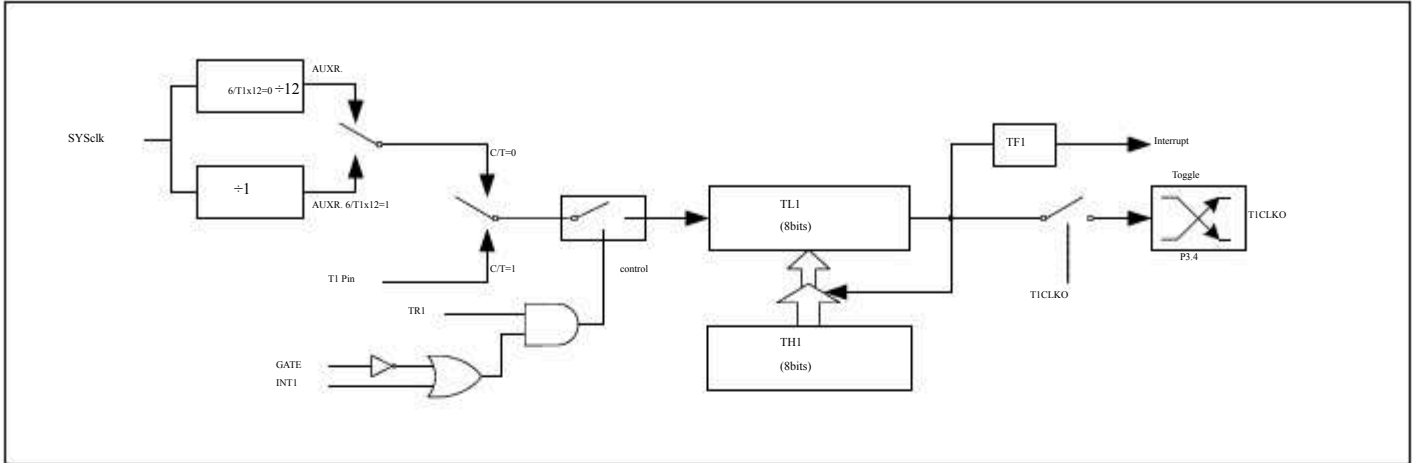 AUXR.
6/T1x12=0 ÷12
SYSclk
÷1
AUXR. 6/T1x12=1
C/T=0
C/T=1
T1 Pin
control
TR1
GATE
INT1
TL1
(8bits)
TH1
(8bits)
TF1
Interrupt
Toggle
T1CLKO
P3.4
T1CLKO